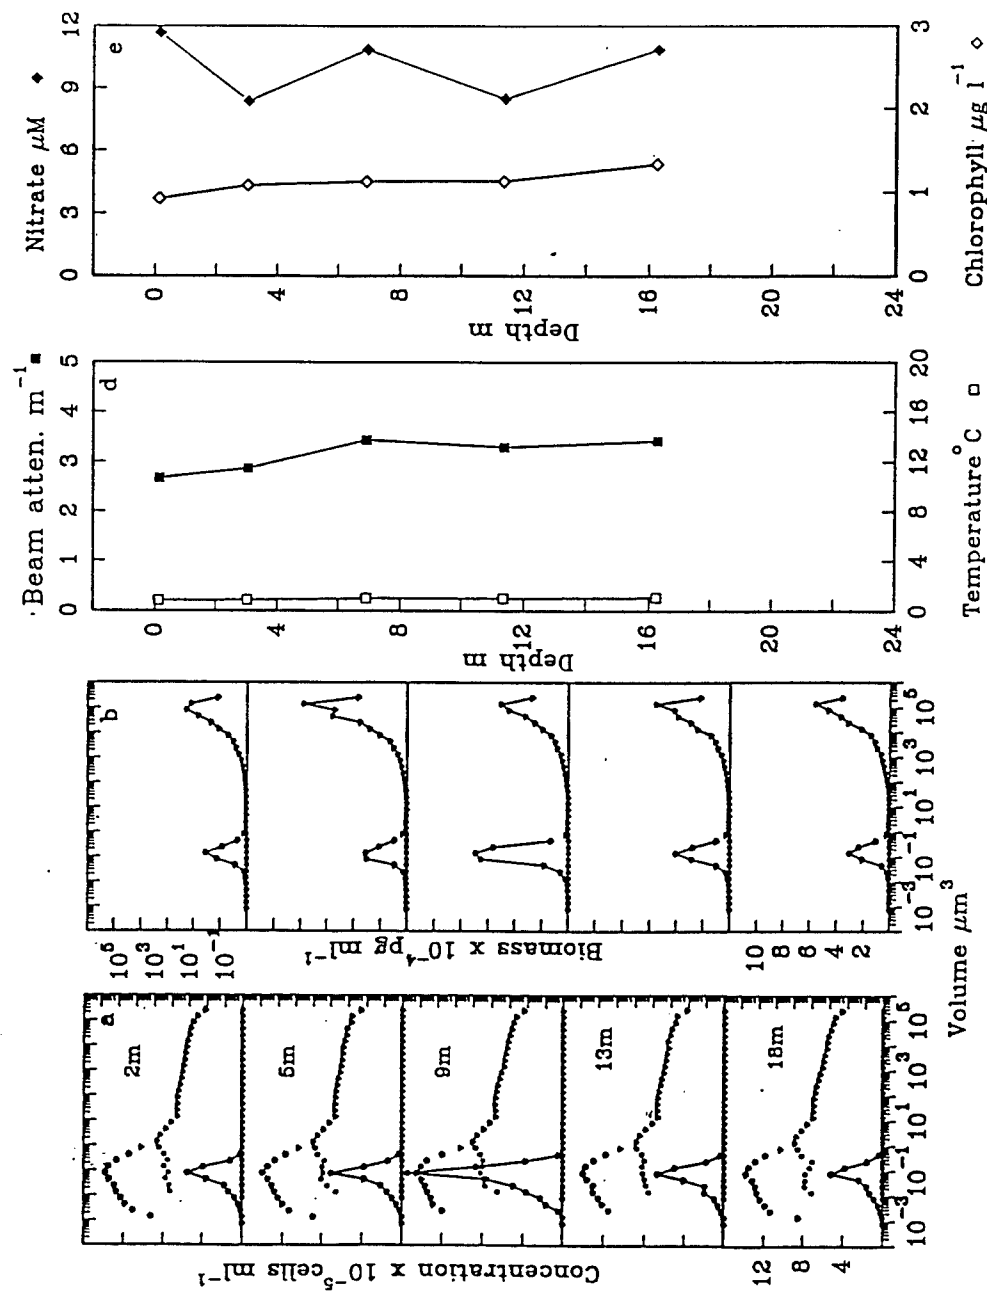 Nitrate µM ◆
0 3 6 9 12
e
0 4 8 12 16 20 24
Depth m
0 1 2 3
Chlorophyll µg l⁻¹ ◇
Beam atten. m⁻¹ ■
0 1 2 3 4 5
d
0 4 8 12 16 20 24
Depth m
0 4 8 12 16 20
Temperature °C □
b
10⁵
10³
10¹
10⁻¹
Biomass x 10⁻⁴ pg ml⁻¹
10 8 6 4 2
10⁻³ 10⁻¹ 10¹ 10³ 10⁵
a
2m
5m
9m
13m
18m
Concentration x 10⁻⁵ cells ml⁻¹
12 8 4
10⁻³ 10⁻¹ 10¹ 10³ 10⁵
Volume µm³